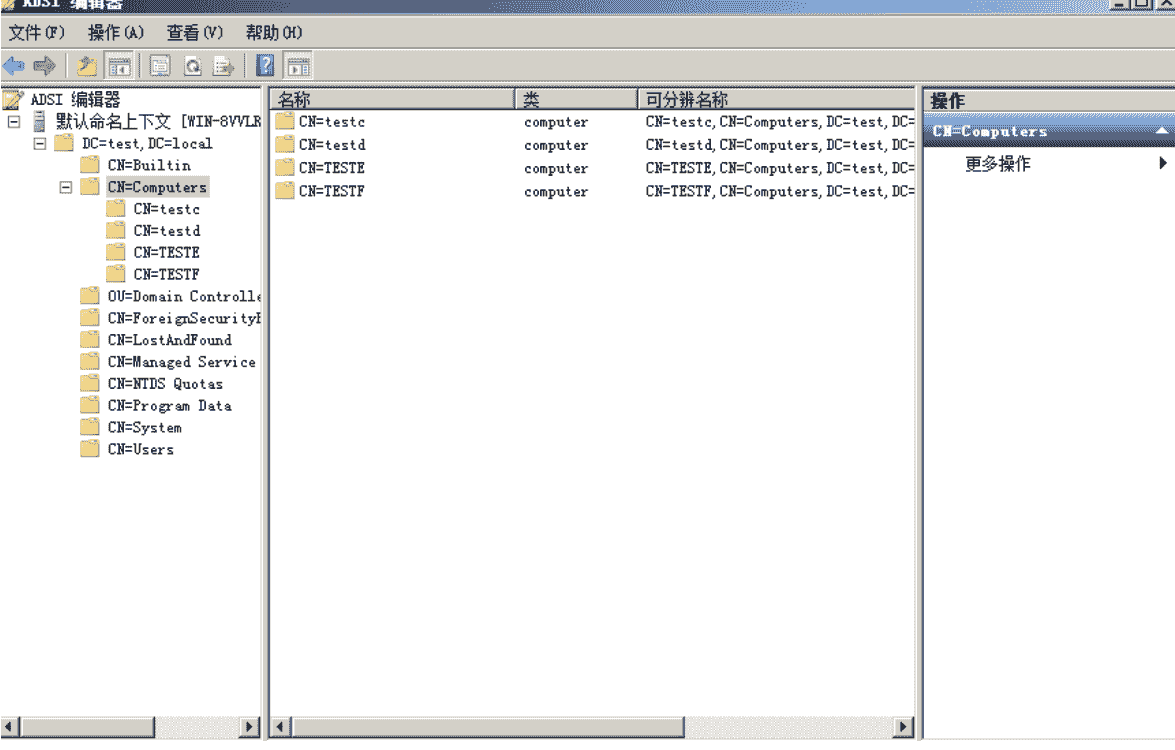 ADSI 编辑器
文件(F) 操作(A) 查看(V) 帮助(H)
ADSI 编辑器
默认命名上下文 [WIN-8VVLR
DC=test,DC=local
CN=Builtin
CN=Computers
CN=testc
CN=testd
CN=TESTE
CN=TESTF
OU=Domain Controlle
CN=ForeignSecurityP
CN=LostAndFound
CN=Managed Service
CN=NTDS Quotas
CN=Program Data
CN=System
CN=Users
名称 类 可分辨名称
CN=testc computer CN=testc,CN=Computers,DC=test,DC=
CN=testd computer CN=testd,CN=Computers,DC=test,DC=
CN=TESTE computer CN=TESTE,CN=Computers,DC=test,DC=
CN=TESTF computer CN=TESTF,CN=Computers,DC=test,DC=
操作
CN=Computers
更多操作